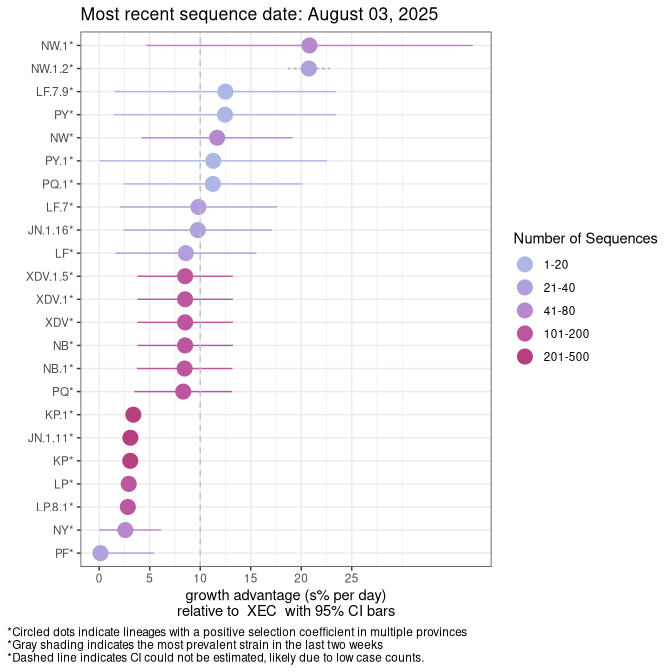 Most recent sequence date: August 03, 2025
NW.1*
NW.1.2*
LF.7.9*
PY*
NW*
PY.1*
PQ.1*
LF.7*
JN.1.16*
LF*
XDV.1.5*
XDV.1*
XDV*
NB*
NB.1*
PQ*
KP.1*
JN.1.11*
KP*
LP*
LP.8.1*
NY*
PF*
0 5 10 15 20 25
growth advantage (s% per day)
relative to XEC with 95% CI bars
Number of Sequences
1-20
21-40
41-80
101-200
201-500
*Circled dots indicate lineages with a positive selection coefficient in multiple provinces
*Gray shading indicates the most prevalent strain in the last two weeks
*Dashed line indicates CI could not be estimated, likely due to low case counts.